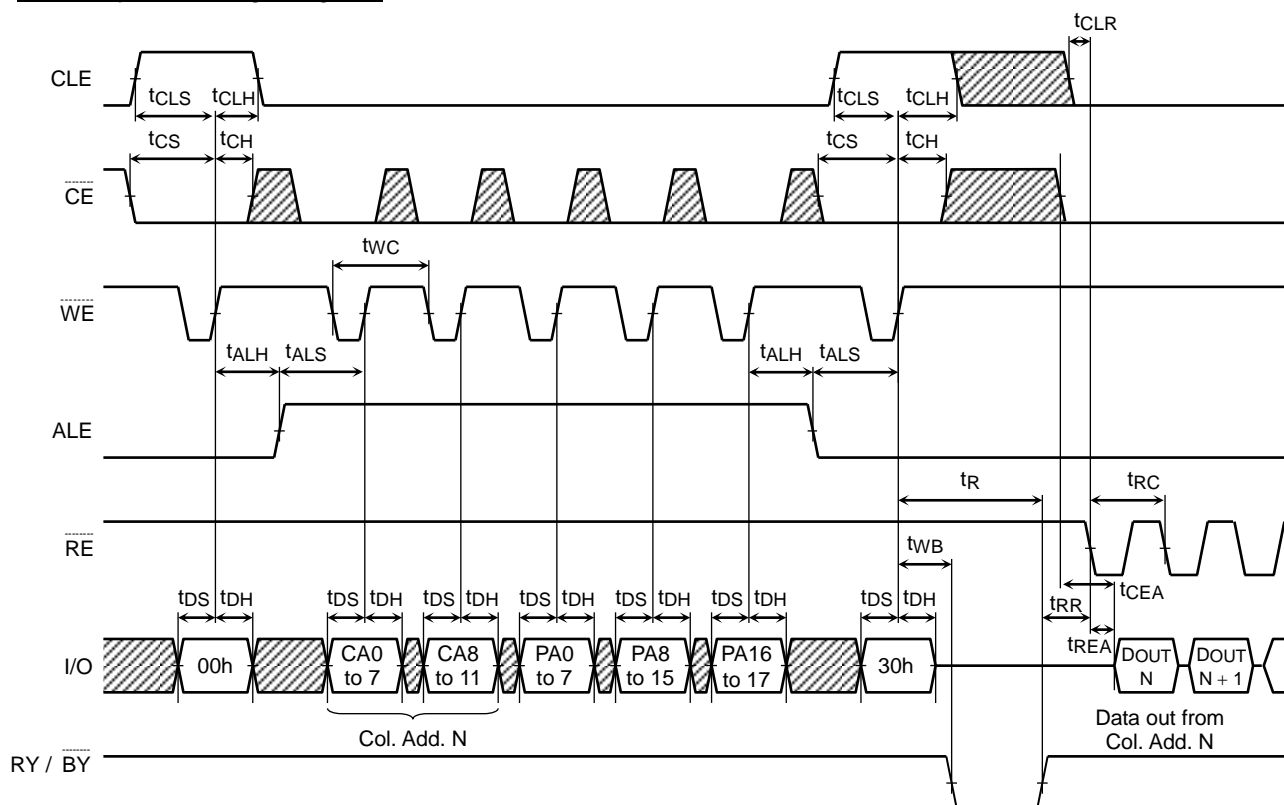 tCLR
CLE
tCLS tCLH tCLS tCLH
tCS tCH tCS tCH
CE
tWC
WE
tALH tALS tALH tALS
ALE
tR tRC
RE
tWB
tDS tDH tDS tDH tDS tDH tDS tDH tDS tDH tDS tDH tDS tDH tRR tCEA
tREA
I/O 00h CA0 to 7 CA8 to 11 PA0 to 7 PA8 to 15 PA16 to 17 30h DOUT N DOUT N + 1
Col. Add. N
Data out from
Col. Add. N
RY / BY